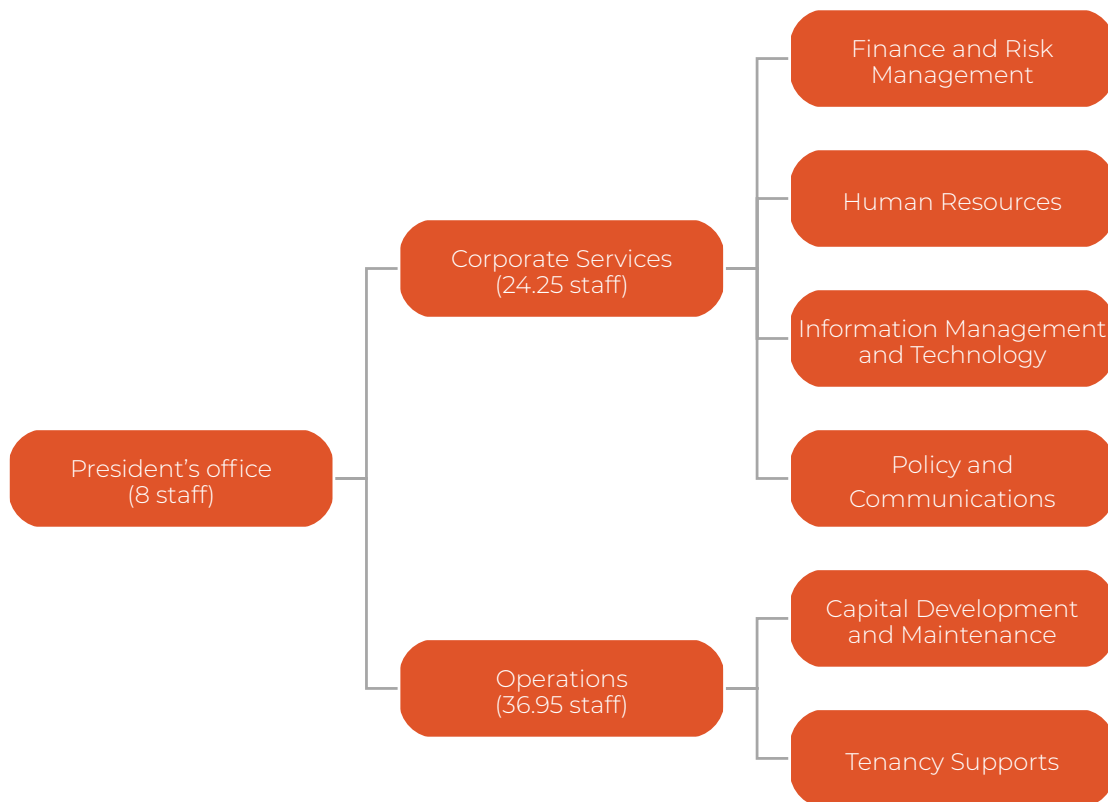 Finance and Risk
Management
Human Resources
Corporate Services
(24.25 staff)
Information Management
and Technology
President’s office
(8 staff)
Policy and
Communications
Capital Development
and Maintenance
Operations
(36.95 staff)
Tenancy Supports